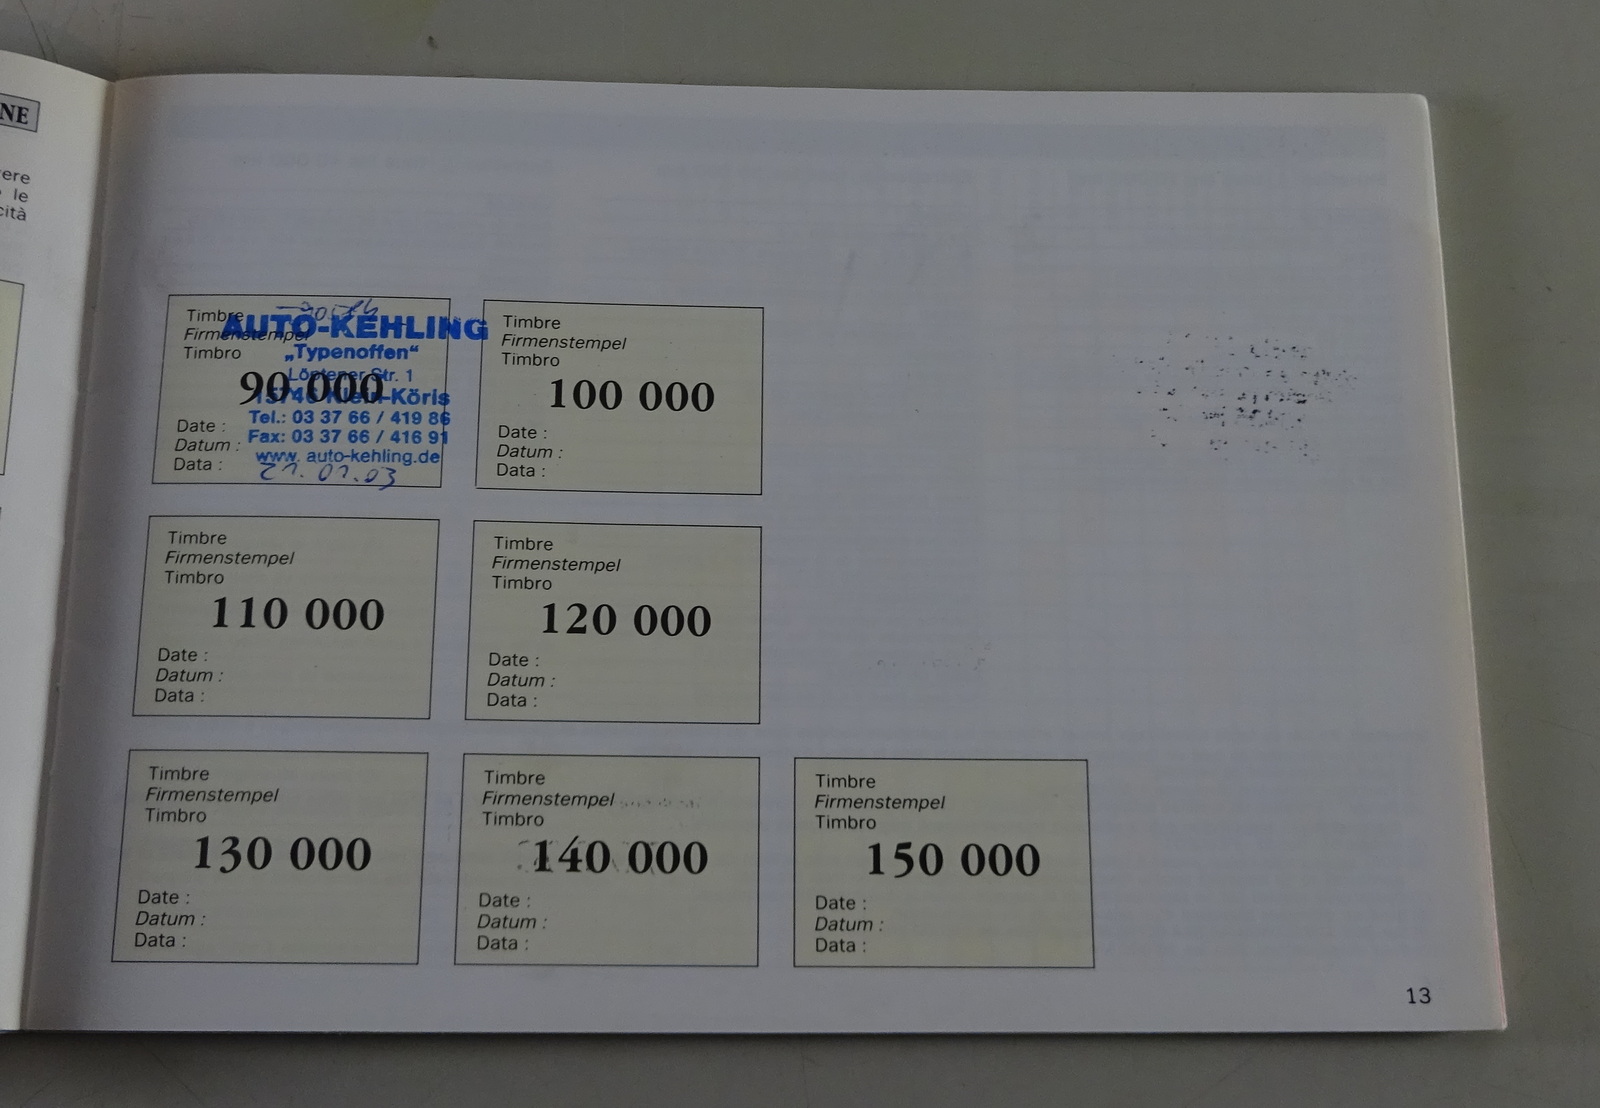 NE
ere
le
cità
Timbre
Firmenstempel
Timbro
90 000
Date :
Datum :
Data :
AUTO-KEHLING
„Typenoffen“
Löptener Str. 1
15746 Klein-Köris
Tel.: 03 37 66 / 419 86
Fax: 03 37 66 / 416 91
www. auto-kehling.de
21.01.03
Timbre
Firmenstempel
Timbro
100 000
Date :
Datum :
Data :
Timbre
Firmenstempel
Timbro
110 000
Date :
Datum :
Data :
Timbre
Firmenstempel
Timbro
120 000
Date :
Datum :
Data :
Timbre
Firmenstempel
Timbro
130 000
Date :
Datum :
Data :
Timbre
Firmenstempel
Timbro
140 000
Date :
Datum :
Data :
Timbre
Firmenstempel
Timbro
150 000
Date :
Datum :
Data :
13